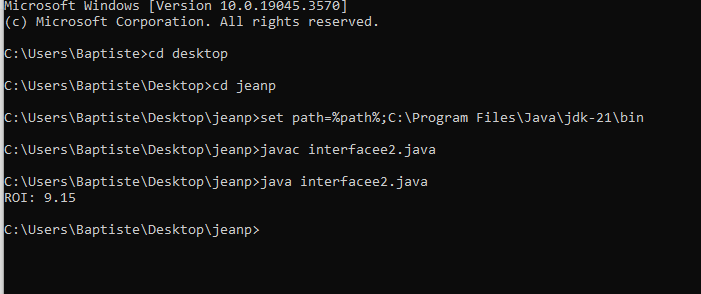 Microsoft Windows [Version 10.0.19045.3570]
(c) Microsoft Corporation. All rights reserved.
C:\Users\Baptiste>cd desktop
C:\Users\Baptiste\Desktop>cd jeanp
C:\Users\Baptiste\Desktop\jeanp>set path=%path%;C:\Program Files\Java\jdk-21\bin
C:\Users\Baptiste\Desktop\jeanp>javac interfacee2.java
C:\Users\Baptiste\Desktop\jeanp>java interfacee2.java
ROI: 9.15
C:\Users\Baptiste\Desktop\jeanp>